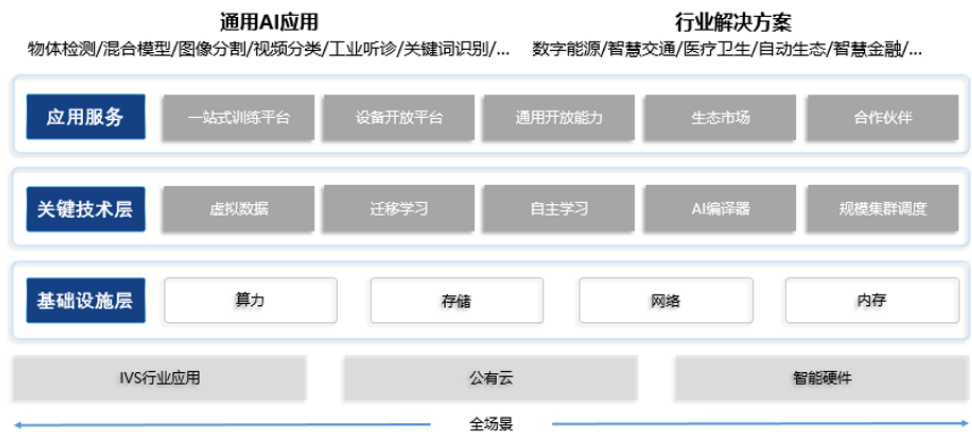 通用AI应用
行业解决方案
物体检测/混合模型/图像分割/视频分类/工业听诊/关键词识别/...
数字能源/智慧交通/医疗卫生/自动生态/智慧金融/...
应用服务
一站式训练平台
设备开放平台
通用开放能力
生态市场
合作伙伴
关键技术层
虚拟数据
迁移学习
自主学习
AI编译器
规模集群调度
基础设施层
算力
存储
网络
内存
IVS行业应用
公有云
智能硬件
全场景